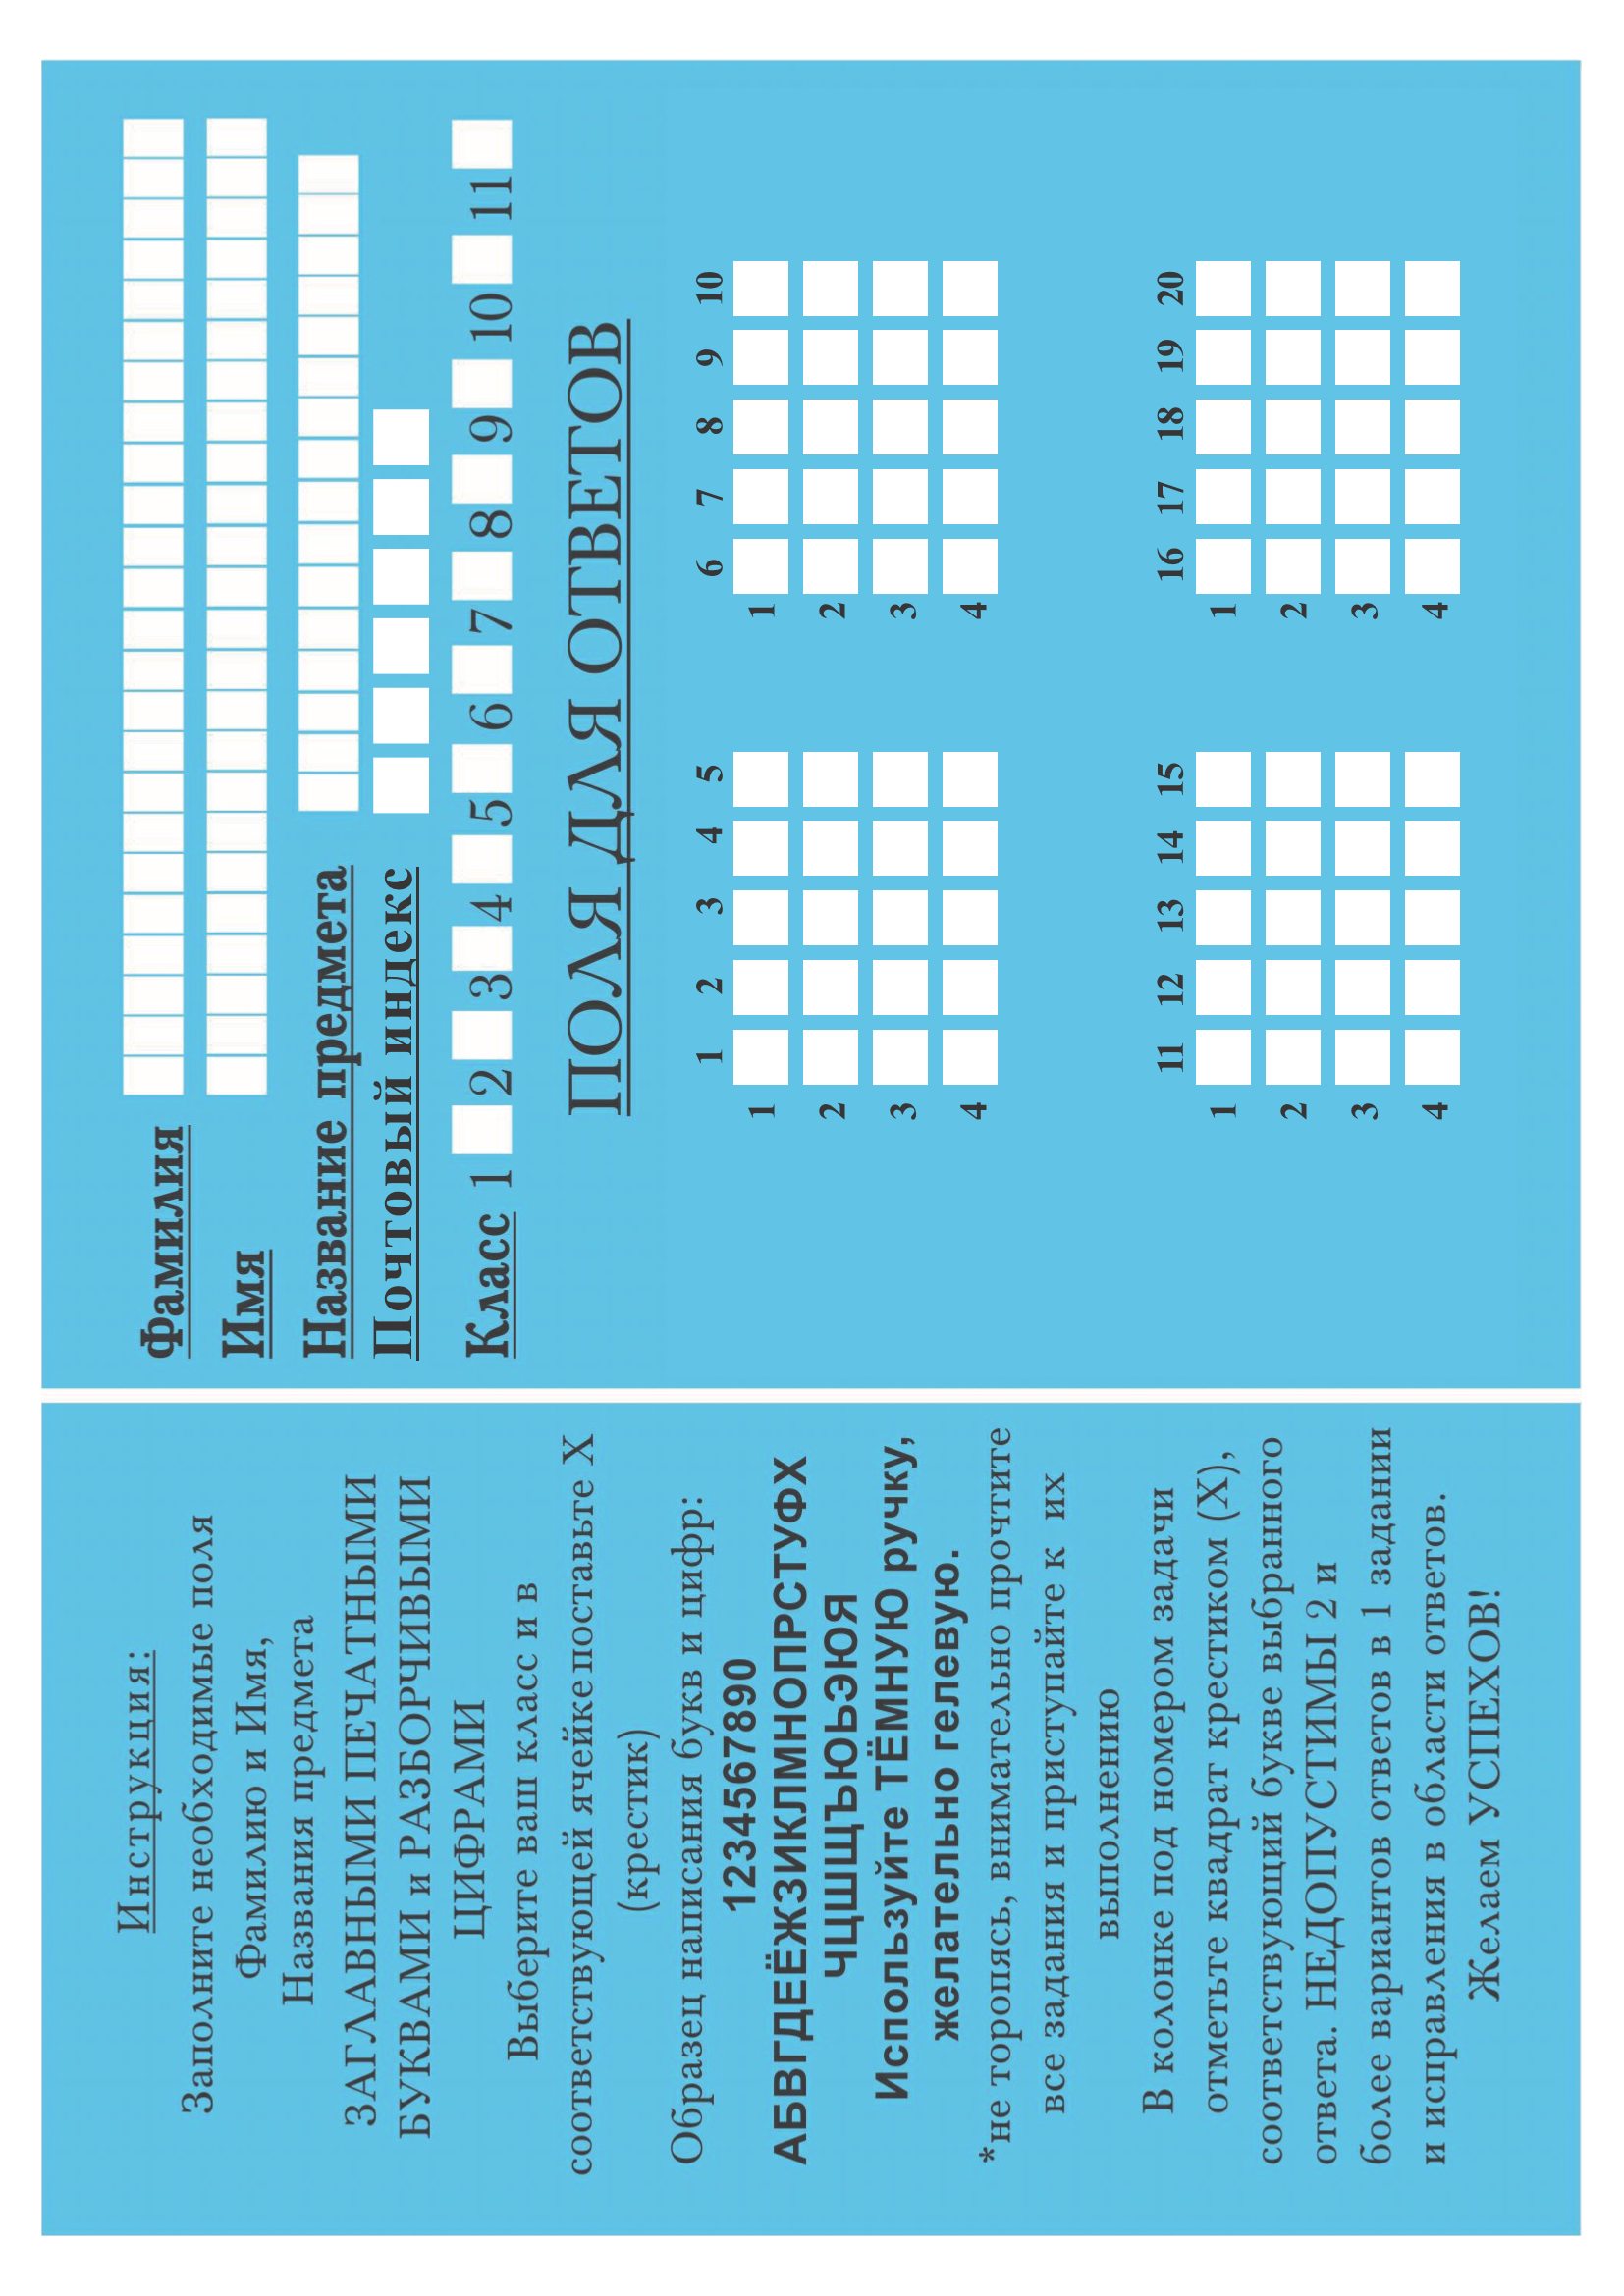 Инструкция:
Заполните необходимые поля
Фамилию и Имя,
Названия предмета
ЗАГЛАВНЫМИ ПЕЧАТНЫМИ
БУКВАМИ и РАЗБОРЧИВЫМИ
ЦИФРАМИ
Выберите ваш класс и в
соответствующей ячейке поставьте X
(крестик)
Образец написания букв и цифр:
1234567890
АБВГДЕЁЖЗИКЛМНОПРСТУФХ
ЧЦШЩЪЮЬЭЮЯ
Используйте ТЁМНУЮ ручку,
желательно гелевую.
*не торопясь, внимательно прочтите
все задания и приступайте к их
выполнению
В колонке под номером задачи
отметьте квадрат крестиком (X),
соответствующий букве выбранного
ответа. НЕДОПУСТИМЫ 2 и
более вариантов ответов в 1 задании
и исправления в области ответов.
Желаем УСПЕХОВ!
Фамилия
Имя
Название предмета
Почтовый индекс
Класс 1 2 3 4 5 6 7 8 9 10 11
ПОЛЯ ДЛЯ ОТВЕТОВ
1 2 3 4 5
1
2
3
4
6 7 8 9 10
1
2
3
4
11 12 13 14 15
1
2
3
4
16 17 18 19 20
1
2
3
4